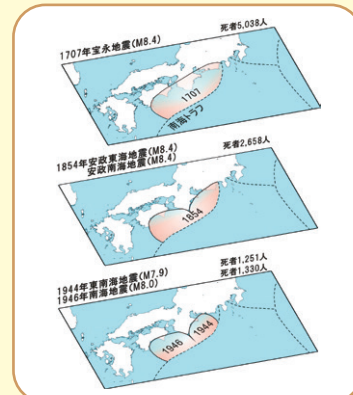 1707年宝永地震(M8.4)
死者5,038人
1707
南海トラフ
1854年安政東海地震(M8.4)
安政南海地震(M8.4)
死者2,658人
1854
1944年東南海地震(M7.9)
1946年南海地震(M8.0)
死者1,251人
死者1,330人
1946
1944